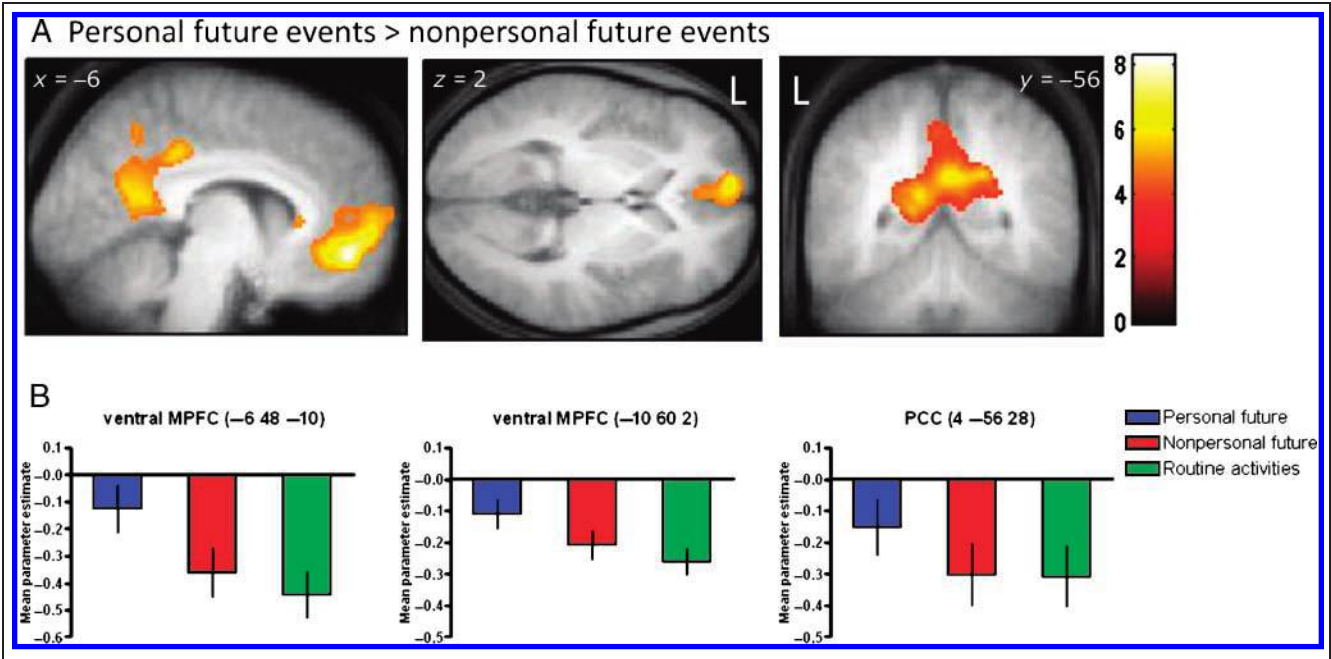 A Personal future events > nonpersonal future events
x = –6
z = 2
L
L
y = –56
8
6
4
2
0
B
ventral MPFC (–6 48 –10)
Mean parameter estimate
0.1
–0.0
–0.1
–0.2
–0.3
–0.4
–0.5
–0.6
ventral MPFC (–10 60 2)
Mean parameter estimate
0.1
–0.0
–0.1
–0.2
–0.3
–0.4
–0.5
PCC (4 –56 28)
Mean parameter estimate
0.1
–0.0
–0.1
–0.2
–0.3
–0.4
–0.5
Personal future
Nonpersonal future
Routine activities